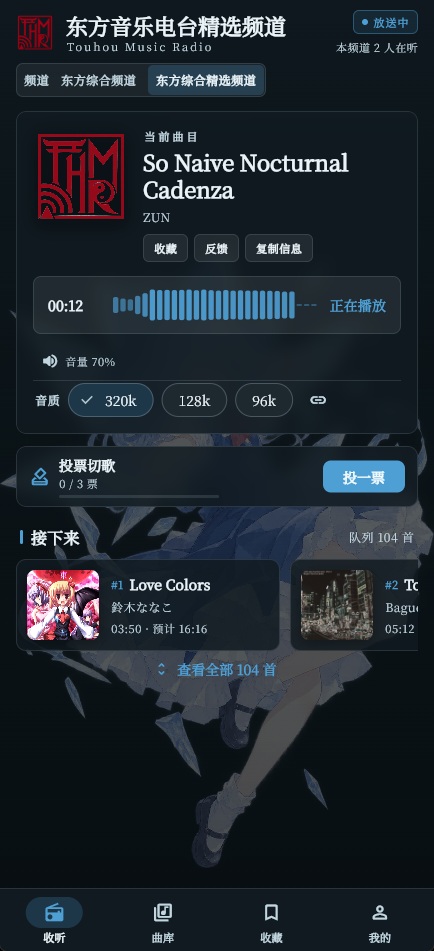 东方音乐电台精选频道
Touhou Music Radio
放送中
本频道 2 人在听
频道 东方综合频道 东方综合精选频道
THMR
当前曲目
So Naive Nocturnal
Cadenza
ZUN
收藏 反馈 复制信息
00:12 正在播放
音量 70%
音质 320k 128k 96k
投票切歌
0 / 3 票
投一票
接下来 队列 104 首
#1 Love Colors
鈴木ななこ
03:50 · 预计 16:16
#2
05:12
查看全部 104 首
收听 曲库 收藏 我的